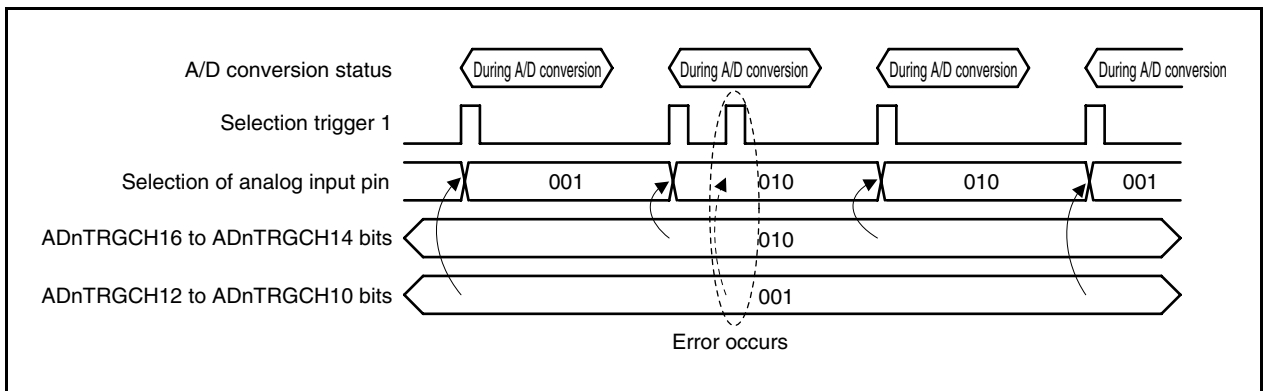 A/D conversion status
During A/D conversion During A/D conversion During A/D conversion During A/D conversion
Selection trigger 1
Selection of analog input pin 001 010 010 001
ADnTRGCH16 to ADnTRGCH14 bits 010
ADnTRGCH12 to ADnTRGCH10 bits 001
Error occurs